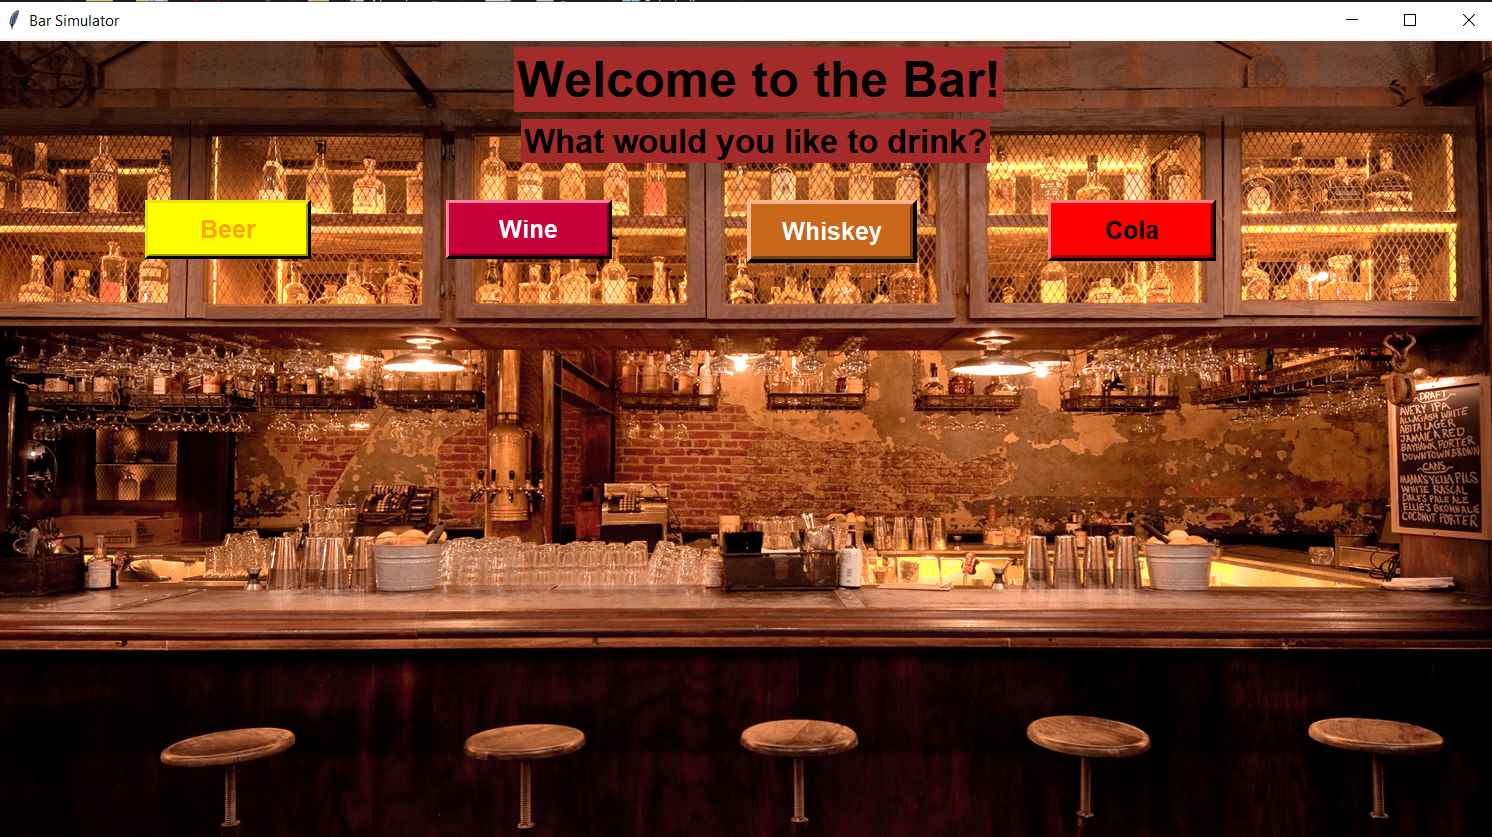 Bar Simulator
Welcome to the Bar!
What would you like to drink?
Beer
Wine
Whiskey
Cola
DRAFT
AVERY IPA
ALLAGASH WHITE
ABITA LAGER
JAMAICA RED
BAYHAWK PORTER
DOWNTOWN BROWN
CANS
MAMA'S YELLA PILS
WHITE RASCAL
DALE'S PALE ALE
ELLIE'S BROWN ALE
COCONUT PORTER